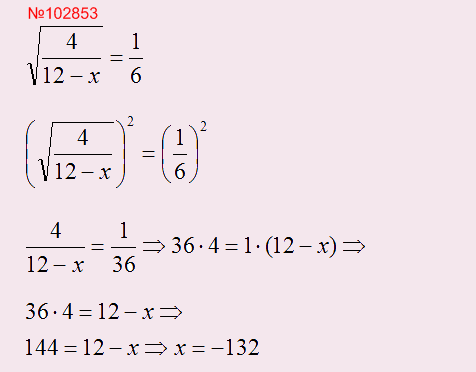 №102853
√(4/(12 − x)) = 1/6
(√(4/(12 − x)))² = (1/6)²
4/(12 − x) = 1/36 ⇒ 36 · 4 = 1 · (12 − x) ⇒
36 · 4 = 12 − x ⇒
144 = 12 − x ⇒ x = −132